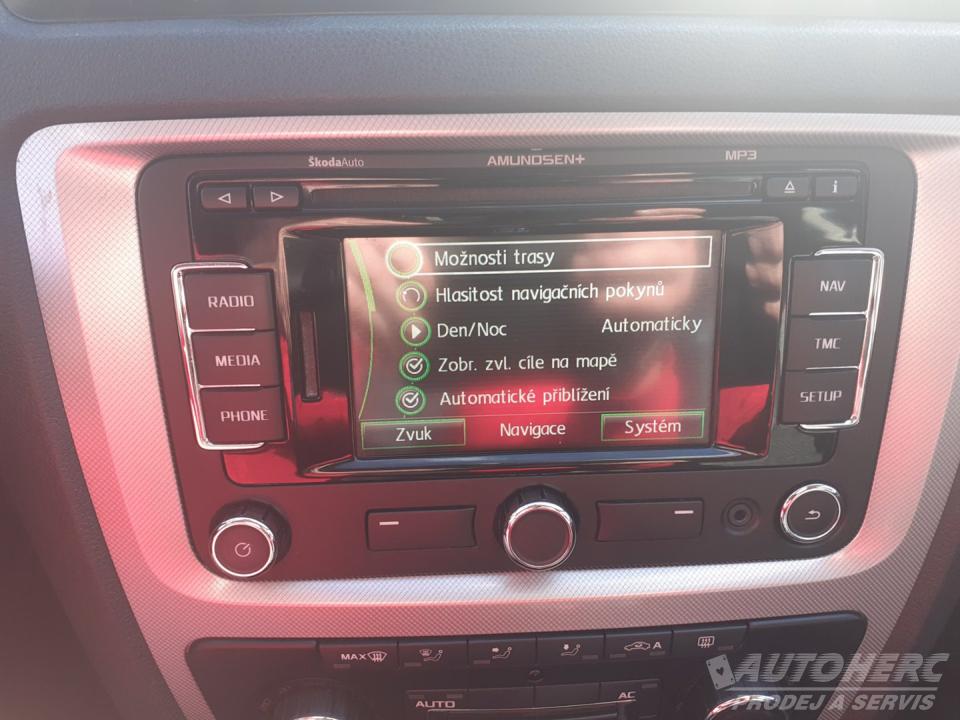 ŠkodaAuto AMUNDSEN+ MP3
i
Možnosti trasy
Hlasitost navigačních pokynů
Den/Noc Automaticky
Zobr. zvl. cíle na mapě
Automatické přiblížení
Zvuk Navigace Systém
RADIO
MEDIA
PHONE
NAV
TMC
SETUP
MAX A
AUTO AC
AUTOHERC
PRODEJ A SERVIS